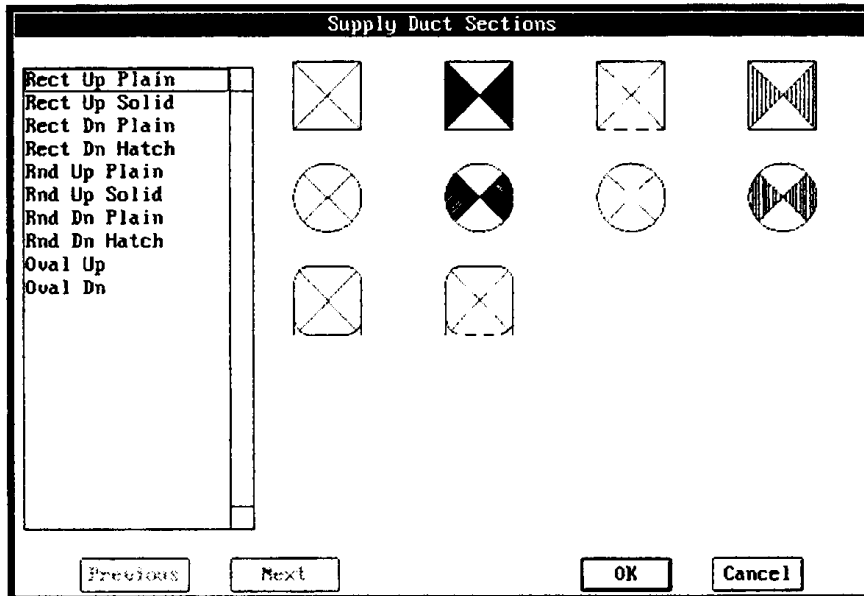 Supply Duct Sections
Rect Up Plain
Rect Up Solid
Rect Dn Plain
Rect Dn Hatch
Rnd Up Plain
Rnd Up Solid
Rnd Dn Plain
Rnd Dn Hatch
Oval Up
Oval Dn
Previous
Next
OK
Cancel